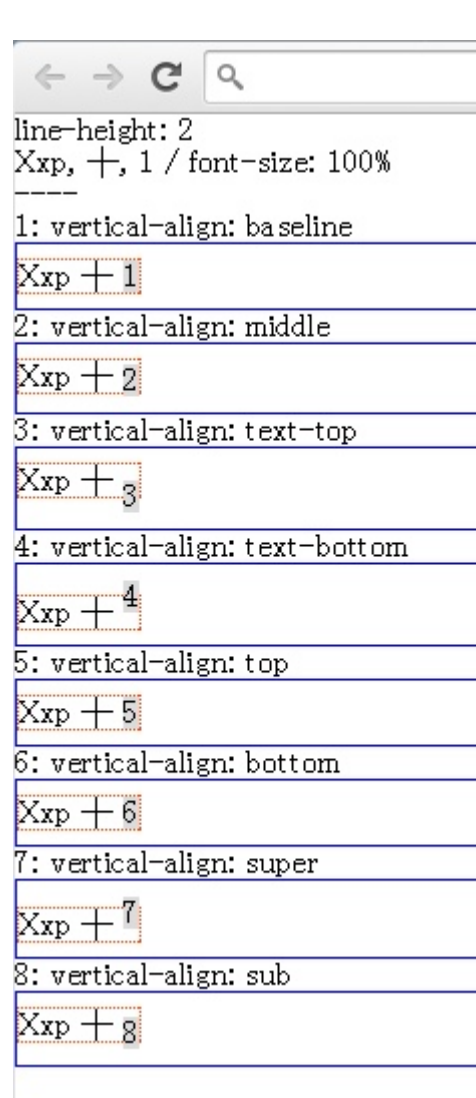 line-height: 2
Xxp, 十, 1 / font-size: 100%
----
1: vertical-align: baseline
Xxp 十 1
2: vertical-align: middle
Xxp 十 2
3: vertical-align: text-top
Xxp 十 3
4: vertical-align: text-bottom
Xxp 十 4
5: vertical-align: top
Xxp 十 5
6: vertical-align: bottom
Xxp 十 6
7: vertical-align: super
Xxp 十 7
8: vertical-align: sub
Xxp 十 8